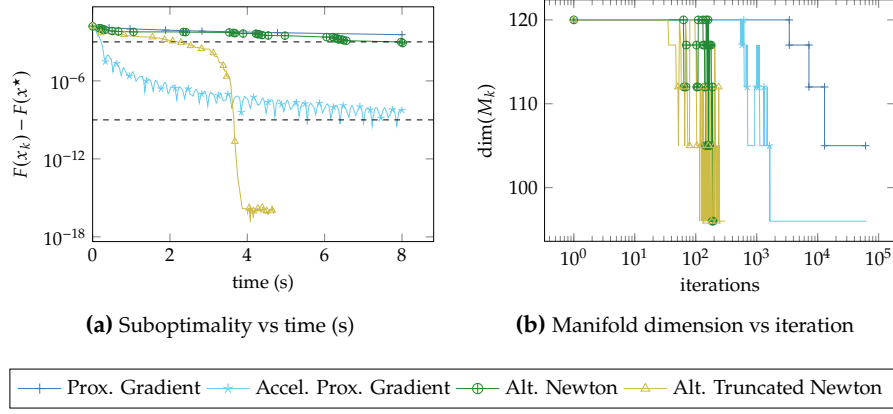 10^−6
10^−12
10^−18
0
2
4
6
8
time (s)
F(x_k) − F(x^⋆)
(a) Suboptimality vs time (s)
120
110
100
10^0
10^1
10^2
10^3
10^4
10^5
iterations
dim(M_k)
(b) Manifold dimension vs iteration
Prox. Gradient Accel. Prox. Gradient Alt. Newton Alt. Truncated Newton